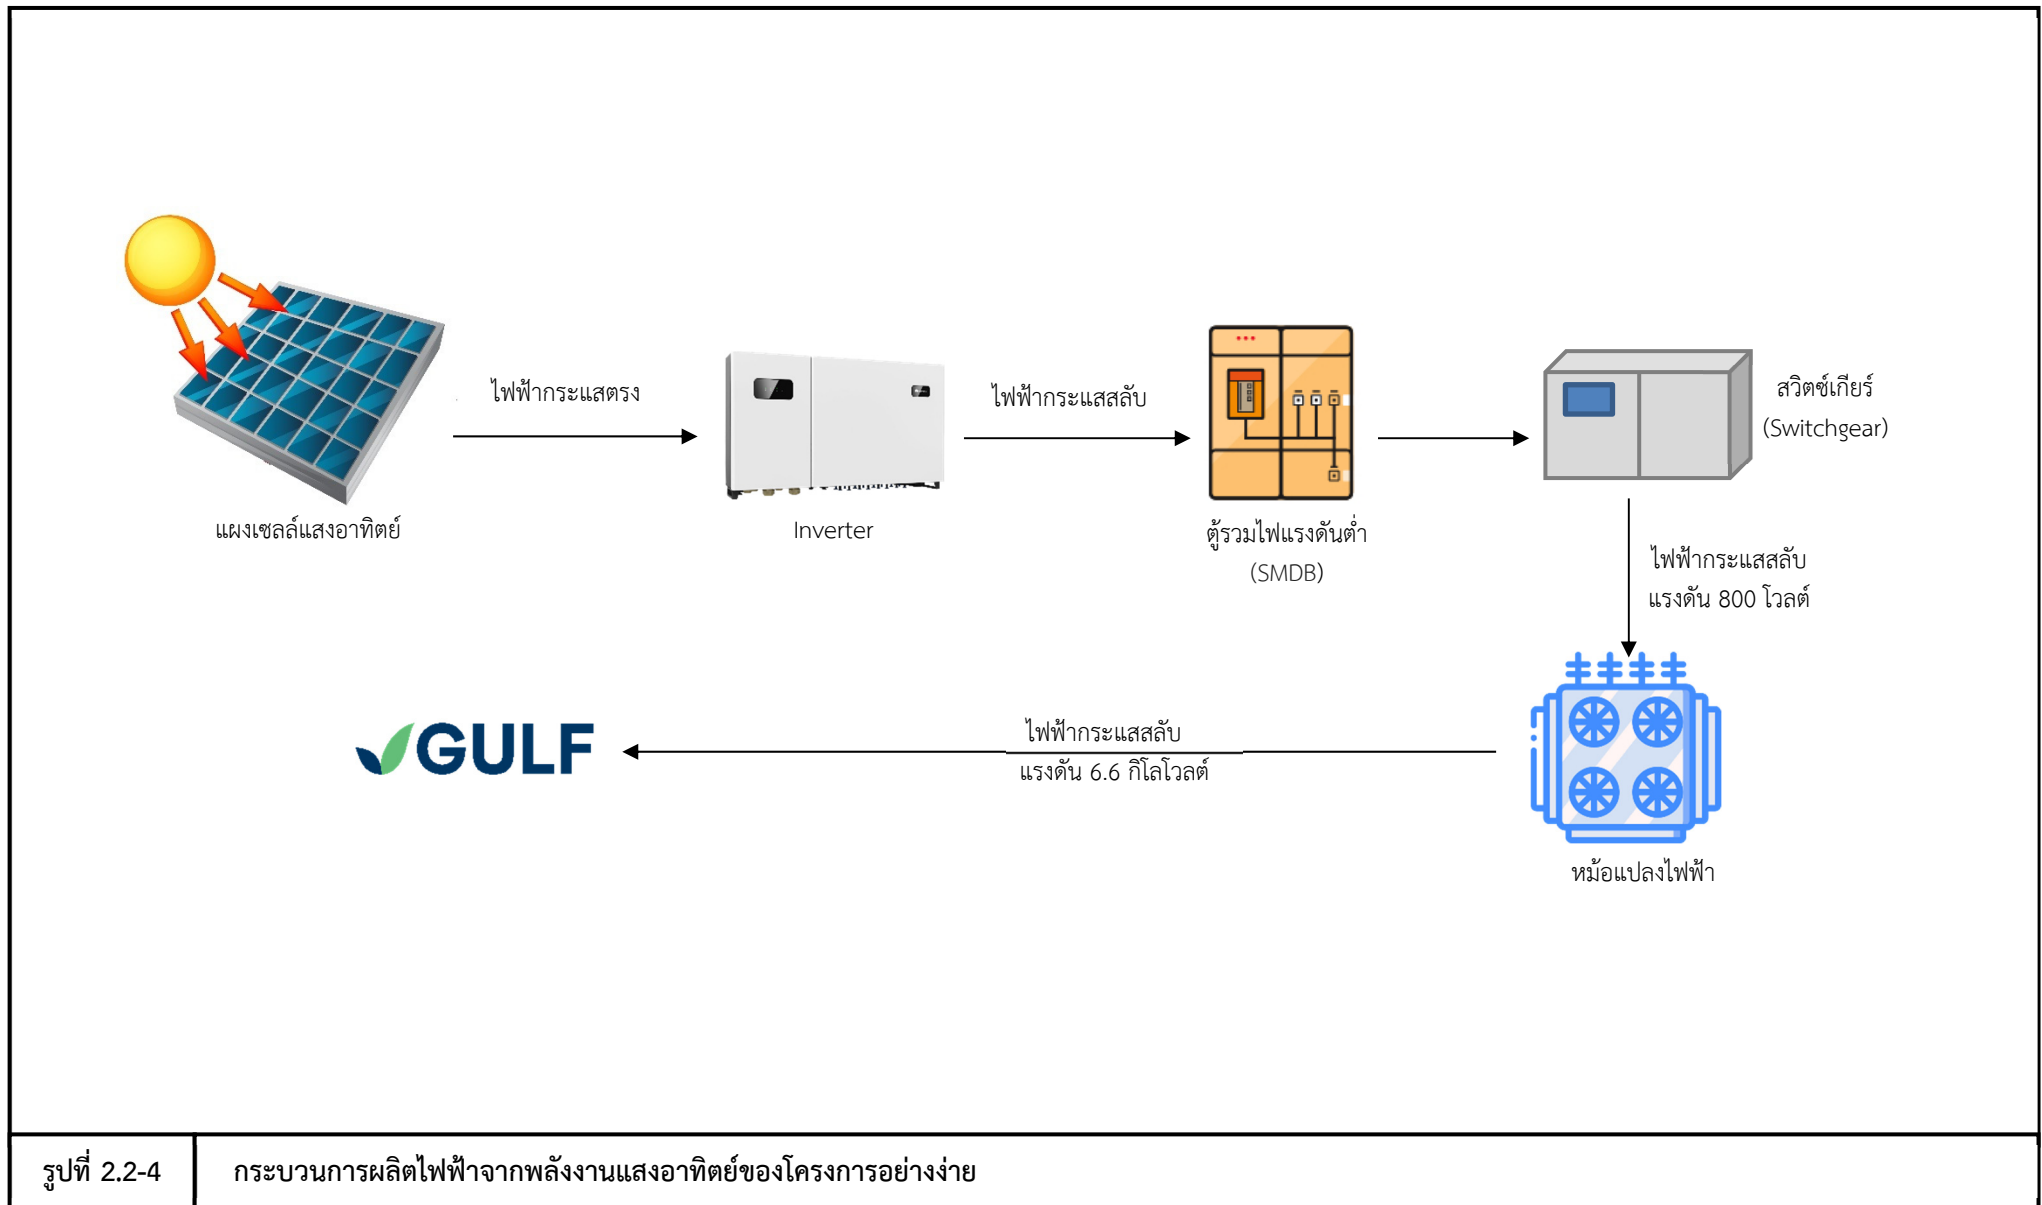 ไฟฟ้ากระแสตรง
ไฟฟ้ากระแสสลับ
สวิตซ์เกียร์
(Switchgear)
แผงเซลล์แสงอาทิตย์
Inverter
ตู้รวมไฟแรงดันต่ำ
(SMDB)
ไฟฟ้ากระแสสลับ
แรงดัน 800 โวลต์
GULF
ไฟฟ้ากระแสสลับ
แรงดัน 6.6 กิโลโวลต์
หม้อแปลงไฟฟ้า
รูปที่ 2.2-4
กระบวนการผลิตไฟฟ้าจากพลังงานแสงอาทิตย์ของโครงการอย่างง่าย